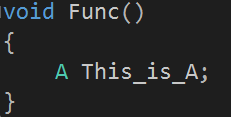 void Func()
{
A This_is_A;
}